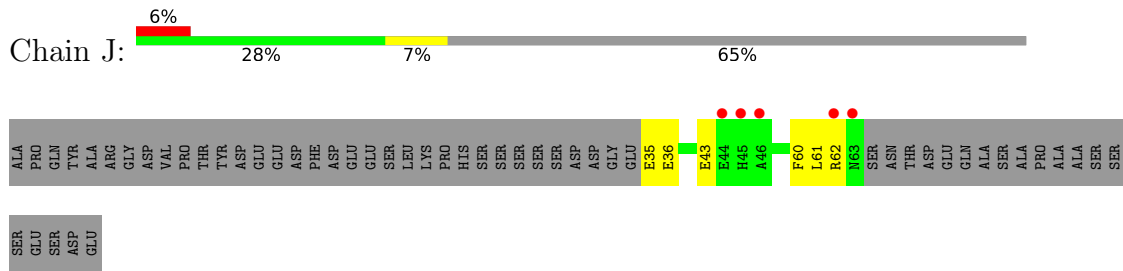 6%
Chain J:
28% 7% 65%
ALA PRO GLN TYR ALA ARG GLY ASP VAL PRO THR TYR ASP GLU GLU ASP PHE ASP GLU GLU SER LEU LYS PRO HIS SER SER SER SER SER ASP ASP GLY GLU E35 E36 E43 E44 H45 A46 F60 L61 R62 N63 SER ASN THR ASP GLU GLN ALA SER ALA PRO ALA ALA SER SER
SER GLU SER ASP GLU